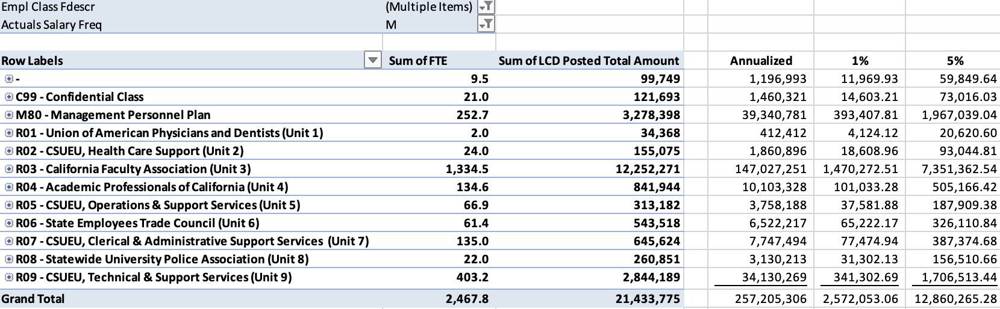 Empl Class Fdescr (Multiple Items)
Actuals Salary Freq M
Row Labels Sum of FTE Sum of LCD Posted Total Amount Annualized 1% 5%
- 9.5 99,749 1,196,993 11,969.93 59,849.64
C99 - Confidential Class 21.0 121,693 1,460,321 14,603.21 73,016.03
M80 - Management Personnel Plan 252.7 3,278,398 39,340,781 393,407.81 1,967,039.04
R01 - Union of American Physicians and Dentists (Unit 1) 2.0 34,368 412,412 4,124.12 20,620.60
R02 - CSUEU, Health Care Support (Unit 2) 24.0 155,075 1,860,896 18,608.96 93,044.81
R03 - California Faculty Association (Unit 3) 1,334.5 12,252,271 147,027,251 1,470,272.51 7,351,362.54
R04 - Academic Professionals of California (Unit 4) 134.6 841,944 10,103,328 101,033.28 505,166.42
R05 - CSUEU, Operations & Support Services (Unit 5) 66.9 313,182 3,758,188 37,581.88 187,909.38
R06 - State Employees Trade Council (Unit 6) 61.4 543,518 6,522,217 65,222.17 326,110.84
R07 - CSUEU, Clerical & Administrative Support Services (Unit 7) 135.0 645,624 7,747,494 77,474.94 387,374.68
R08 - Statewide University Police Association (Unit 8) 22.0 260,851 3,130,213 31,302.13 156,510.66
R09 - CSUEU, Technical & Support Services (Unit 9) 403.2 2,844,189 34,130,269 341,302.69 1,706,513.44
Grand Total 2,467.8 21,433,775 257,205,306 2,572,053.06 12,860,265.28